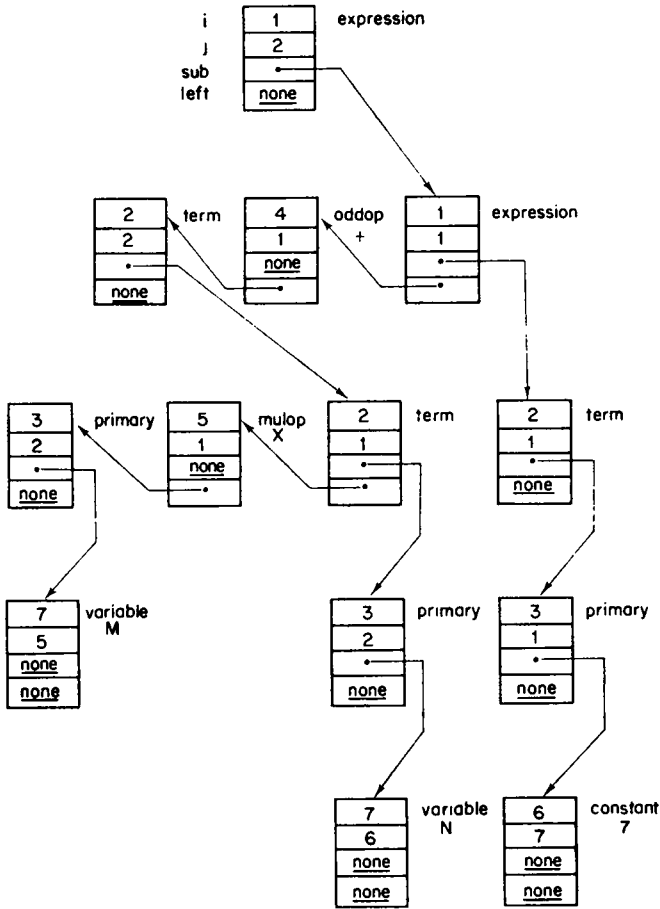 i 1 expression
j 2
sub
left none
2 term 4 oddop 1 expression
2 1 + 1
none
none
3 primary 5 mulop 2 term 2 term
2 1 X 1 1
none
none none
7 variable 3 primary 3 primary
5 M 2 1
none
none none none
7 variable 6 constant
6 N 7 7
none none
none none